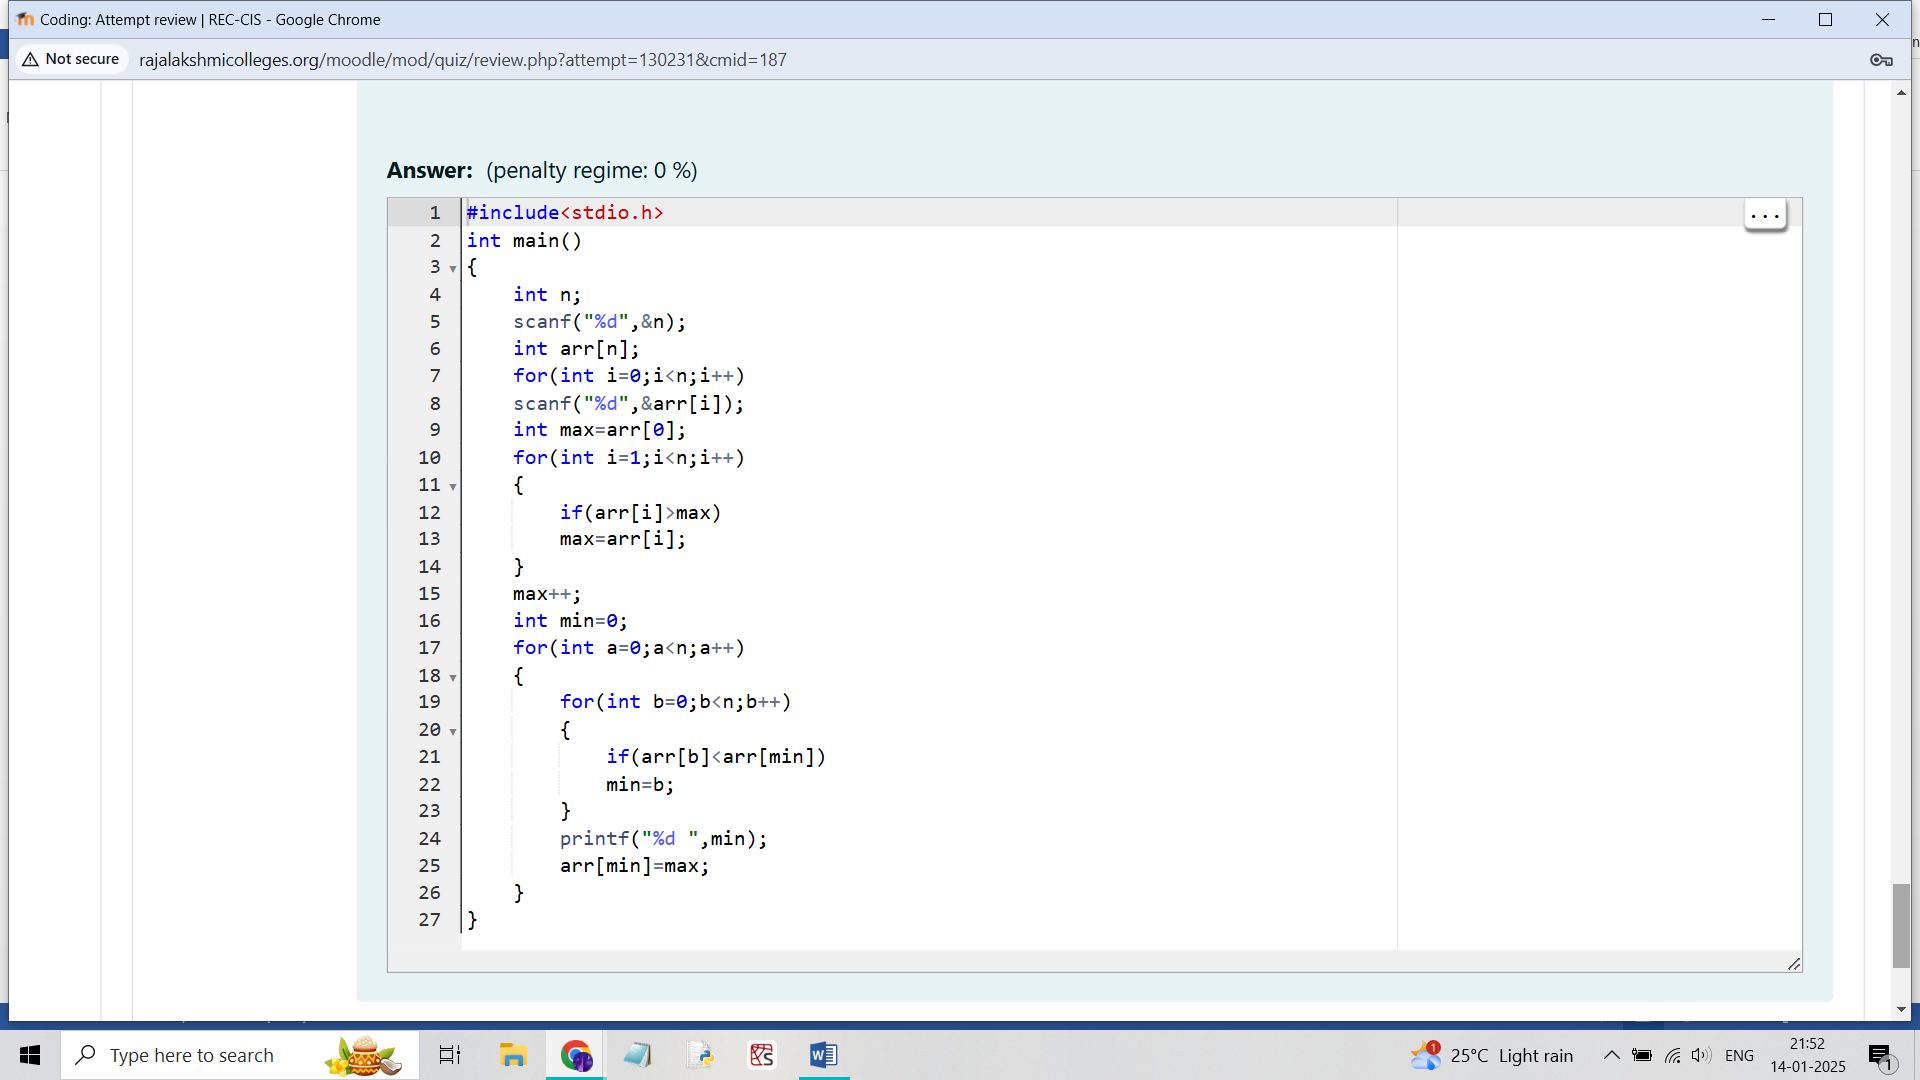 Coding: Attempt review | REC-CIS - Google Chrome
Not secure rajalakshmicolleges.org/moodle/mod/quiz/review.php?attempt=130231&cmid=187
Answer: (penalty regime: 0 %)
1 #include<stdio.h>
...
2 int main()
3 {
4 int n;
5 scanf("%d",&n);
6 int arr[n];
7 for(int i=0;i<n;i++)
8 scanf("%d",&arr[i]);
9 int max=arr[0];
10 for(int i=1;i<n;i++)
11 {
12 if(arr[i]>max)
13 max=arr[i];
14 }
15 max++;
16 int min=0;
17 for(int a=0;a<n;a++)
18 {
19 for(int b=0;b<n;b++)
20 {
21 if(arr[b]<arr[min])
22 min=b;
23 }
24 printf("%d ",min);
25 arr[min]=max;
26 }
27 }
Type here to search
1 25°C Light rain ENG
21:52
14-01-2025
1